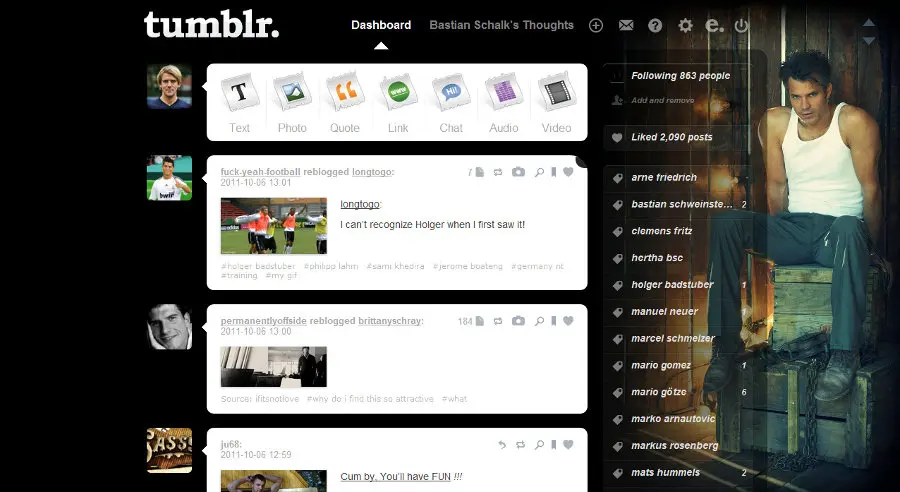 tumblr.
Dashboard
Bastian Schalk's Thoughts
T
Text
Photo
Quote
www
Link
Hi!
Chat
Audio
Video
fuck-yeah-football reblogged longtogo:
2011-10-06 13:01
7
longtogo:
I can't recognize Holger when I first saw it!
#holger badstuber #philipp lahm #sami khedira #jerome boateng #germany nt
#training #my gif
permanentlyoffside reblogged brittanyschray:
2011-10-06 13:00
184
Source: ifitsnotlove #why do i find this so attractive #what
ju68:
2011-10-06 12:59
Cum by, You'll have FUN !!!
Following 863 people
Add and remove
Liked 2,090 posts
arne friedrich
bastian schweinste... 2
clemens fritz
hertha bsc
holger badstuber 1
manuel neuer 1
marcel schmelzer
mario gomez 1
mario götze 6
marko arnautovic
markus rosenberg
mats hummels 2